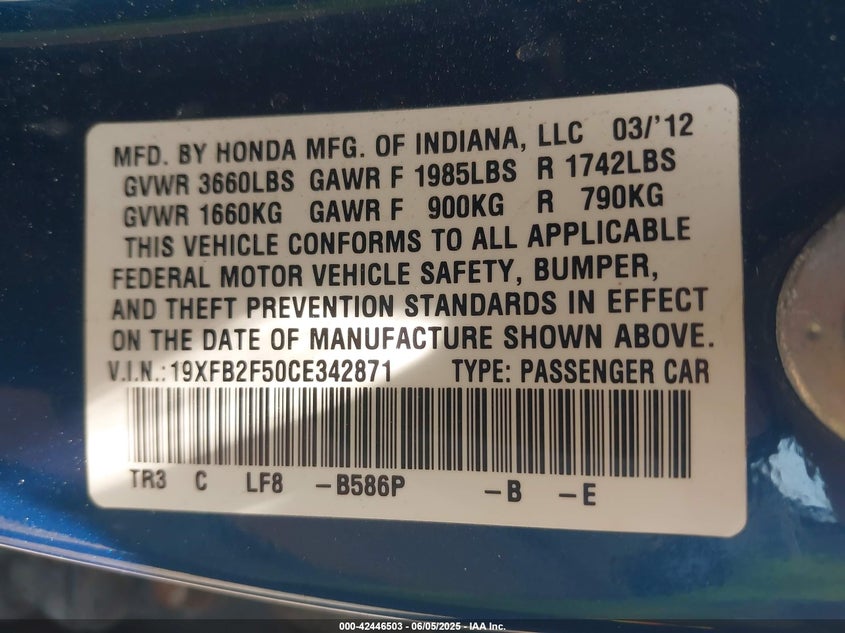 MFD. BY HONDA MFG. OF INDIANA, LLC 03/'12
GVWR 3660LBS GAWR F 1985LBS R 1742LBS
GVWR 1660KG GAWR F 900KG R 790KG
THIS VEHICLE CONFORMS TO ALL APPLICABLE
FEDERAL MOTOR VEHICLE SAFETY, BUMPER,
AND THEFT PREVENTION STANDARDS IN EFFECT
ON THE DATE OF MANUFACTURE SHOWN ABOVE.
V.I.N.: 19XFB2F50CE342871 TYPE: PASSENGER CAR
TR3 C LF8 -B586P -B -E
000-42446503 - 06/05/2025 - IAA Inc.